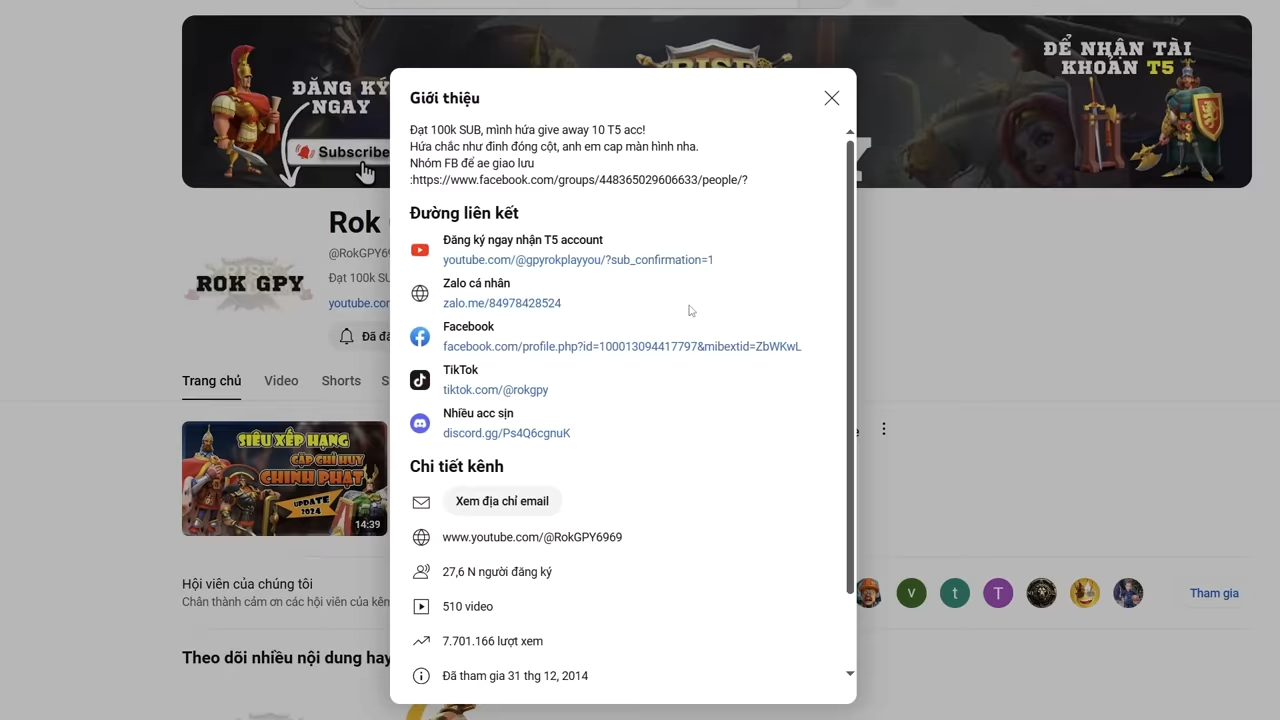 ĐĂNG KÝ
NGAY
Subscribe
RISE
ĐỂ NHẬN TÀI
KHOẢN T5
Giới thiệu
Đạt 100k SUB, mình hứa give away 10 T5 acc!
Hứa chắc như đinh đóng cột, anh em cap màn hình nha.
Nhóm FB để ae giao lưu
:https://www.facebook.com/groups/448365029606633/people/?
Đường liên kết
Đăng ký ngay nhận T5 account
youtube.com/@gpyrokplayyou/?sub_confirmation=1
Zalo cá nhân
zalo.me/84978428524
Facebook
facebook.com/profile.php?id=100013094417797&mibextid=ZbWKwL
TikTok
tiktok.com/@rokgpy
Nhiều acc sịn
discord.gg/Ps4Q6cgnuK
Chi tiết kênh
Xem địa chỉ email
www.youtube.com/@RokGPY6969
27,6 N người đăng ký
510 video
7.701.166 lượt xem
Đã tham gia 31 thg 12, 2014
Rok
@RokGPY69
Đạt 100k SU
youtube.con
Đã đă
RISE
ROK GPY
Trang chủ
Video
Shorts
S
SIÊU XẾP HẠNG
CẶP CHỈ HUY
CHINH PHẠT
UPDATE
2024
14:39
Hội viên của chúng tôi
Chân thành cảm ơn các hội viên của kên
V
t
T
Tham gia
Theo dõi nhiều nội dung hay